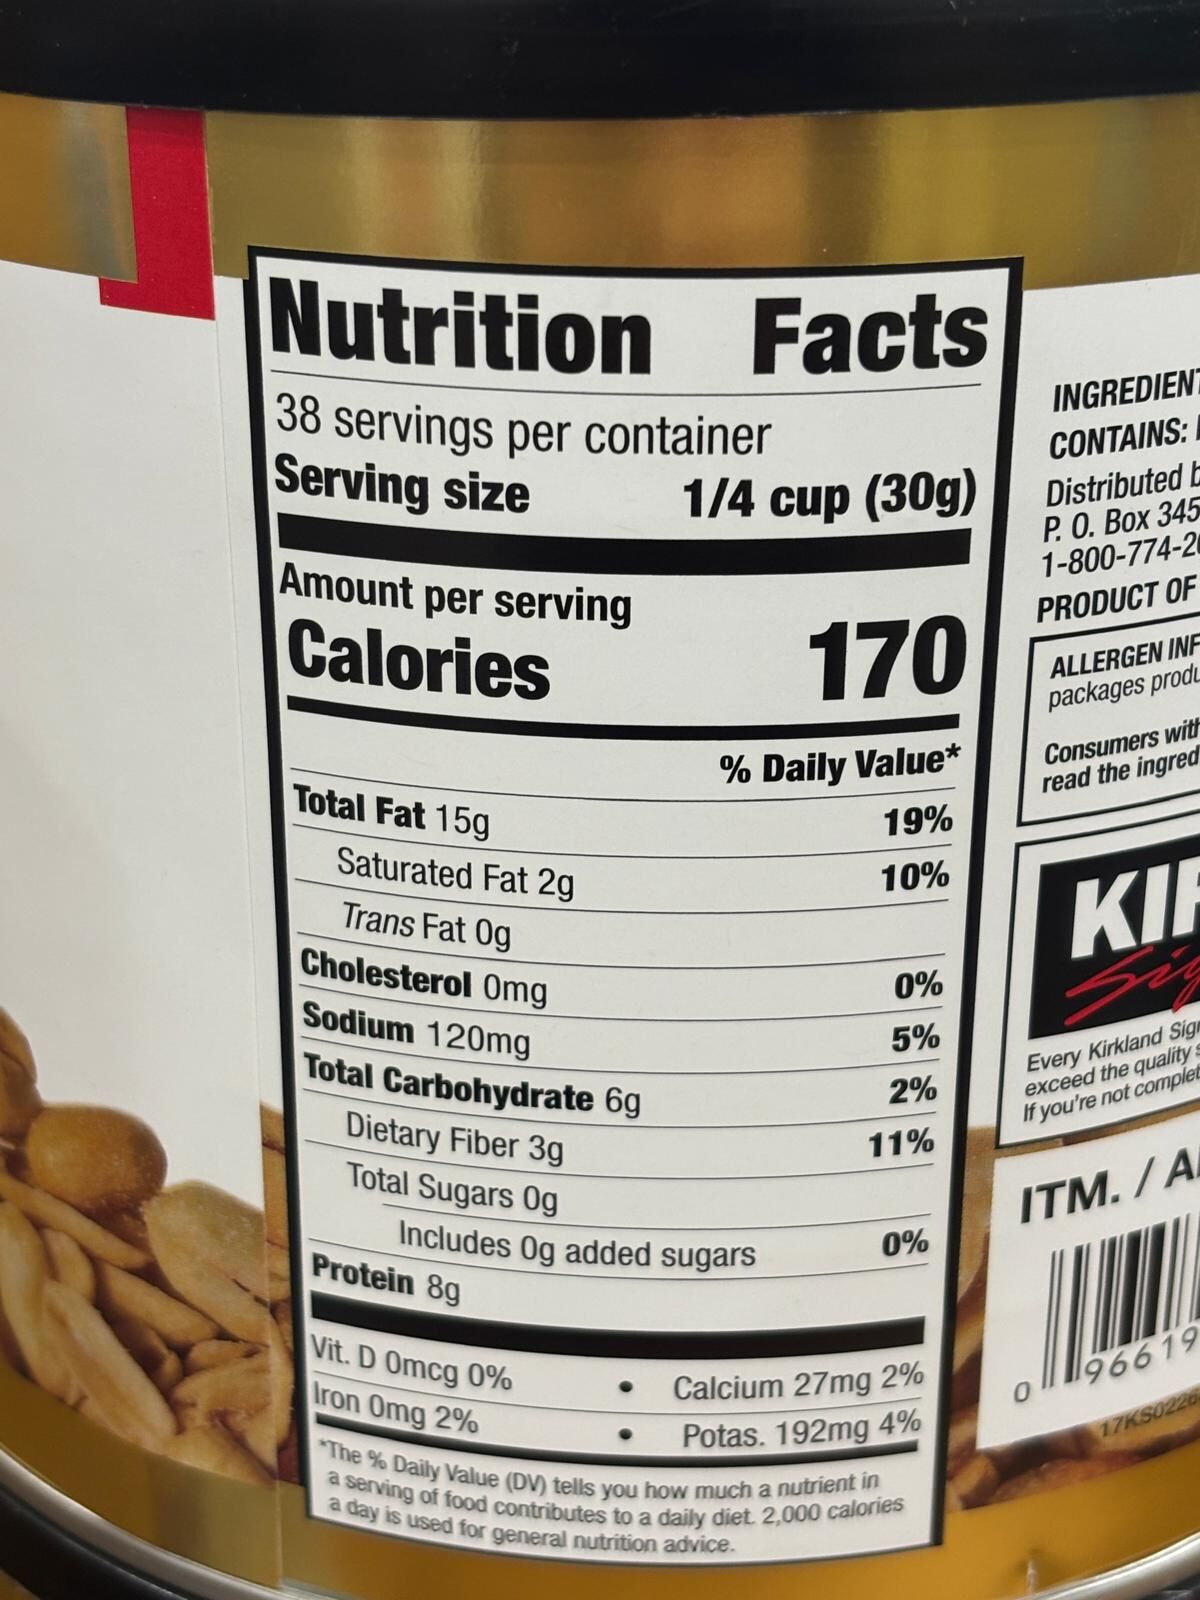 Nutrition Facts
38 servings per container
Serving size 1/4 cup (30g)
Amount per serving
Calories 170
% Daily Value*
Total Fat 15g 19%
Saturated Fat 2g 10%
Trans Fat 0g
Cholesterol 0mg 0%
Sodium 120mg 5%
Total Carbohydrate 6g 2%
Dietary Fiber 3g 11%
Total Sugars 0g
Includes 0g added sugars 0%
Protein 8g
Vit. D 0mcg 0% • Calcium 27mg 2%
Iron 0mg 2% • Potas. 192mg 4%
*The % Daily Value (DV) tells you how much a nutrient in
a serving of food contributes to a daily diet. 2,000 calories
a day is used for general nutrition advice.
INGREDIENT
CONTAINS:
Distributed b
P. O. Box 345
1-800-774-2
PRODUCT OF
ALLERGEN INF
packages produ
Consumers with
read the ingred
KIR
Sig
Every Kirkland Sig
exceed the quality s
If you're not complet
ITM. / A
0 96619
17KS0226